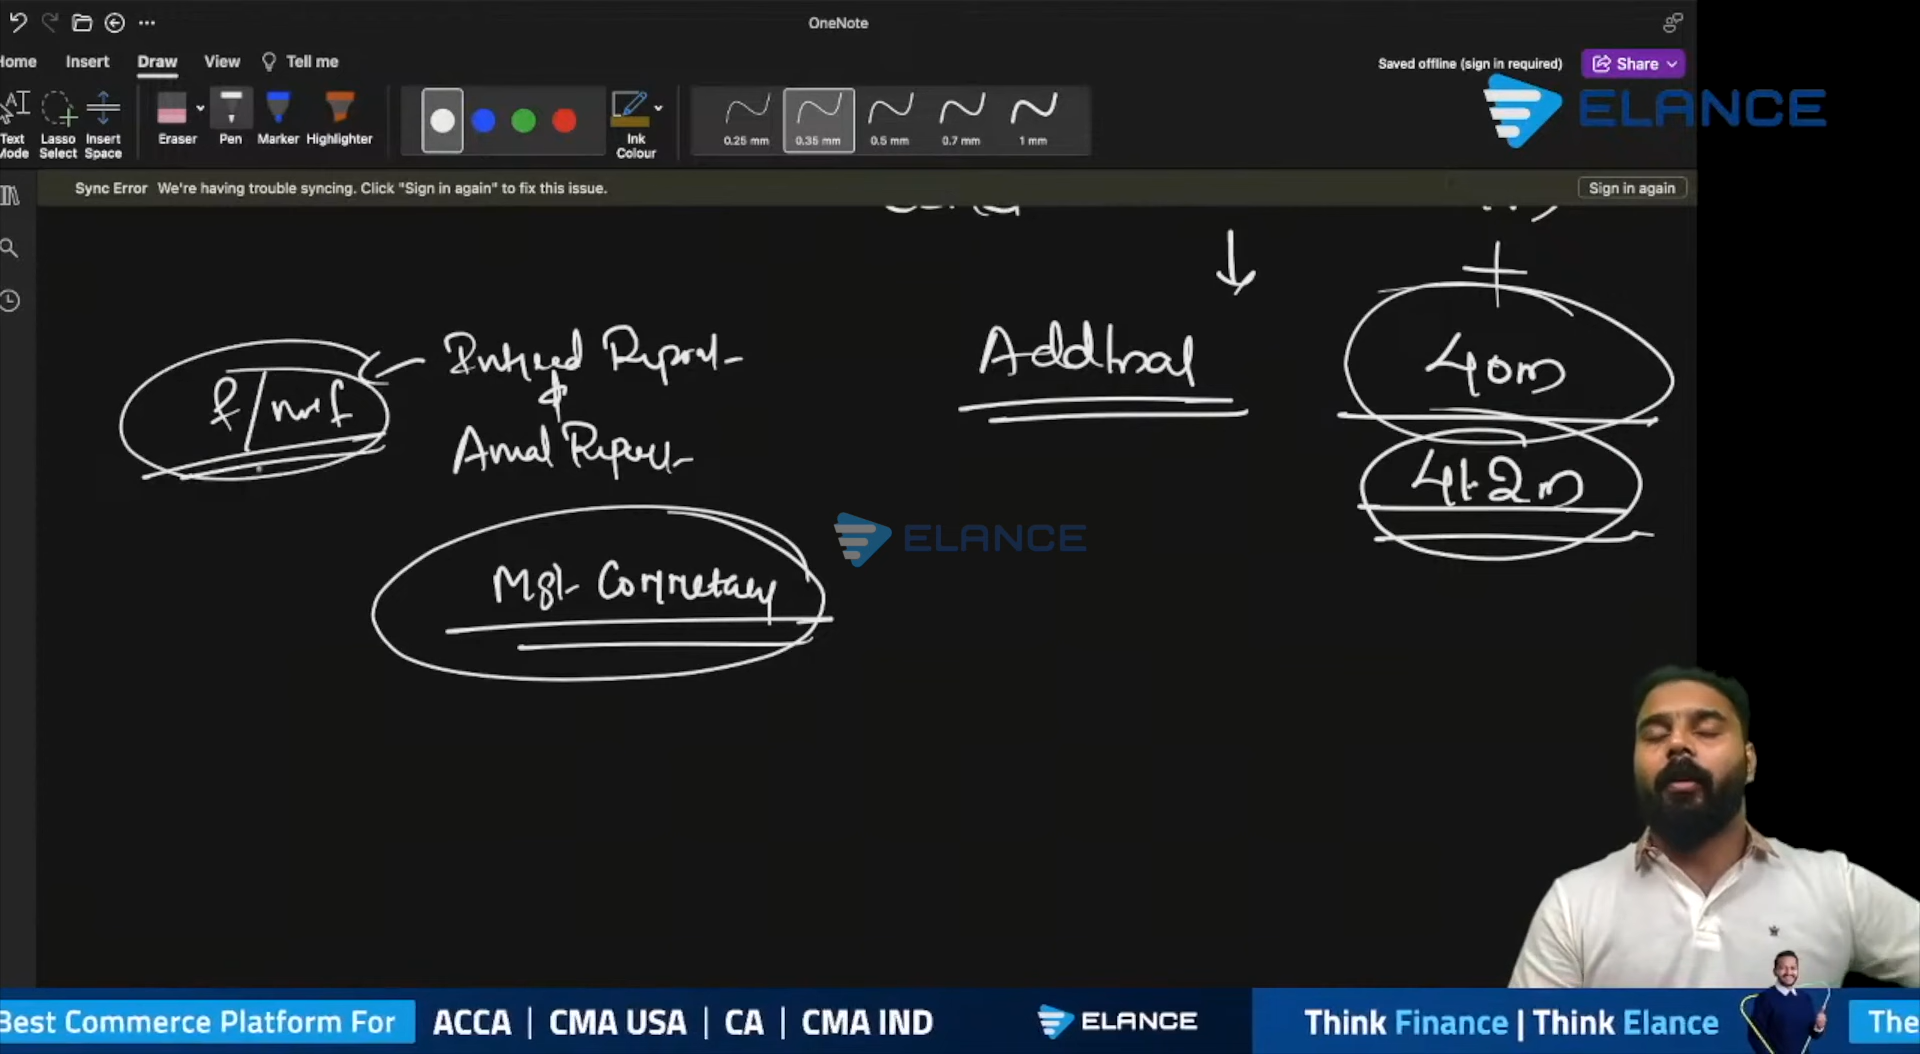 OneNote
Home Insert Draw View Tell me
Saved offline (sign in required)
Share
Text Mode
Lasso Select
Insert Space
Eraser
Pen
Marker
Highlighter
Ink Colour
0.25 mm
0.35 mm
0.5 mm
0.7 mm
1 mm
ELANCE
Sync Error We're having trouble syncing. Click "Sign in again" to fix this issue.
Sign in again
f/nonf
Report
Report
40m
41.2m
Mgt Commetary
ELANCE
Best Commerce Platform For
ACCA | CMA USA | CA | CMA IND
ELANCE
Think Finance | Think Elance
The